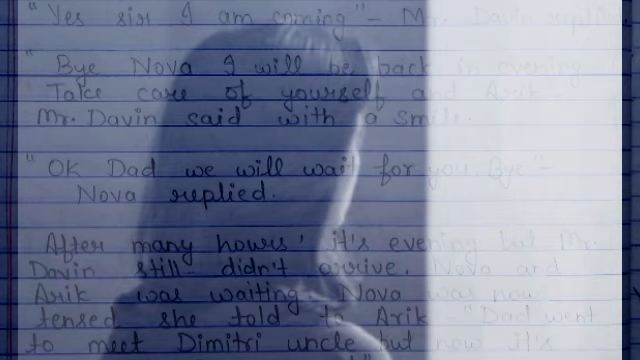 "Yes sir I am coming" - Mr. Davin replied.
"Bye Nova I will be back in evening
Take care of yourself and Arik"
Mr. Davin said with a smile.
"OK Dad we will wait for you. Bye" -
Nova replied.
After many hours, it's evening but Mr.
Davin still didn't arrive. Nova and
Arik was waiting. Nova was now
tensed she told to Arik - "Dad went
to meet Dimitri uncle but now it's